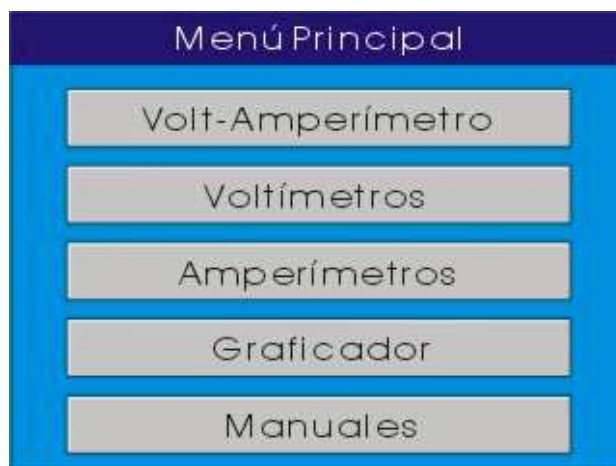 Menú Principal
Volt-Amperímetro
Voltímetros
Amperímetros
Graficador
Manuales